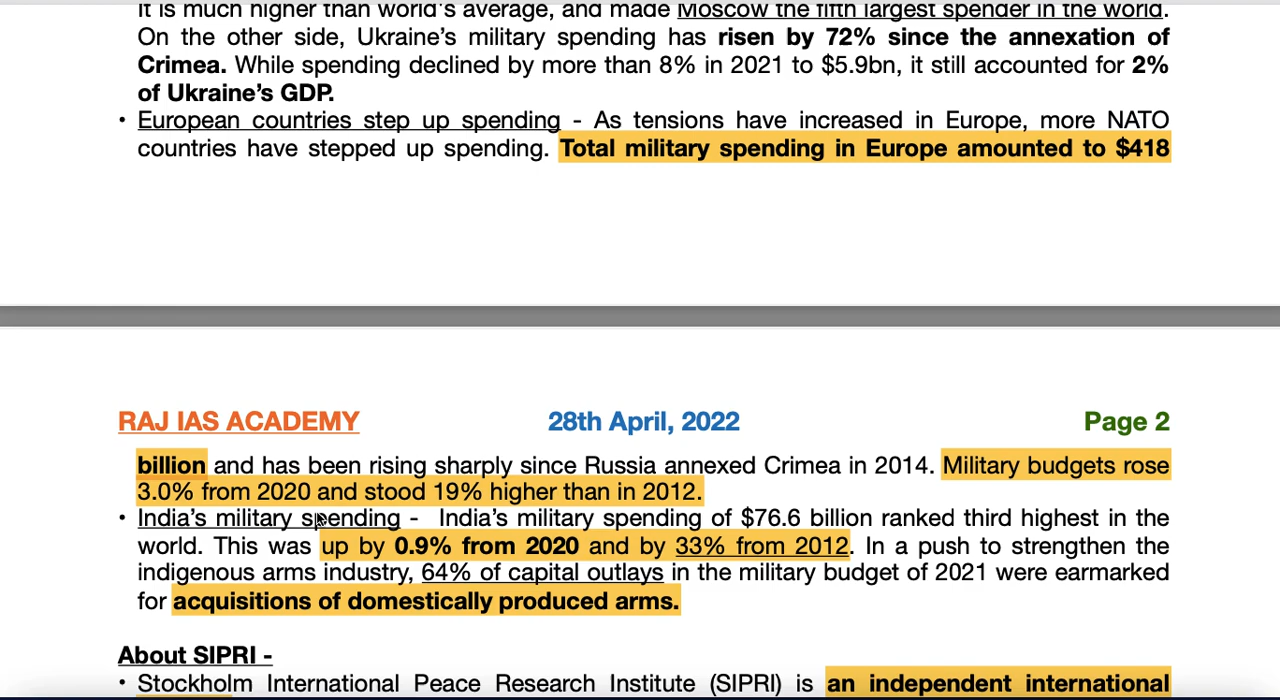 It is much higher than world's average, and made Moscow the fifth largest spender in the world.
On the other side, Ukraine’s military spending has risen by 72% since the annexation of
Crimea. While spending declined by more than 8% in 2021 to $5.9bn, it still accounted for 2%
of Ukraine’s GDP.
• European countries step up spending - As tensions have increased in Europe, more NATO
countries have stepped up spending. Total military spending in Europe amounted to $418
RAJ IAS ACADEMY 28th April, 2022 Page 2
billion and has been rising sharply since Russia annexed Crimea in 2014. Military budgets rose
3.0% from 2020 and stood 19% higher than in 2012.
• India’s military spending - India’s military spending of $76.6 billion ranked third highest in the
world. This was up by 0.9% from 2020 and by 33% from 2012. In a push to strengthen the
indigenous arms industry, 64% of capital outlays in the military budget of 2021 were earmarked
for acquisitions of domestically produced arms.
About SIPRI -
• Stockholm International Peace Research Institute (SIPRI) is an independent international